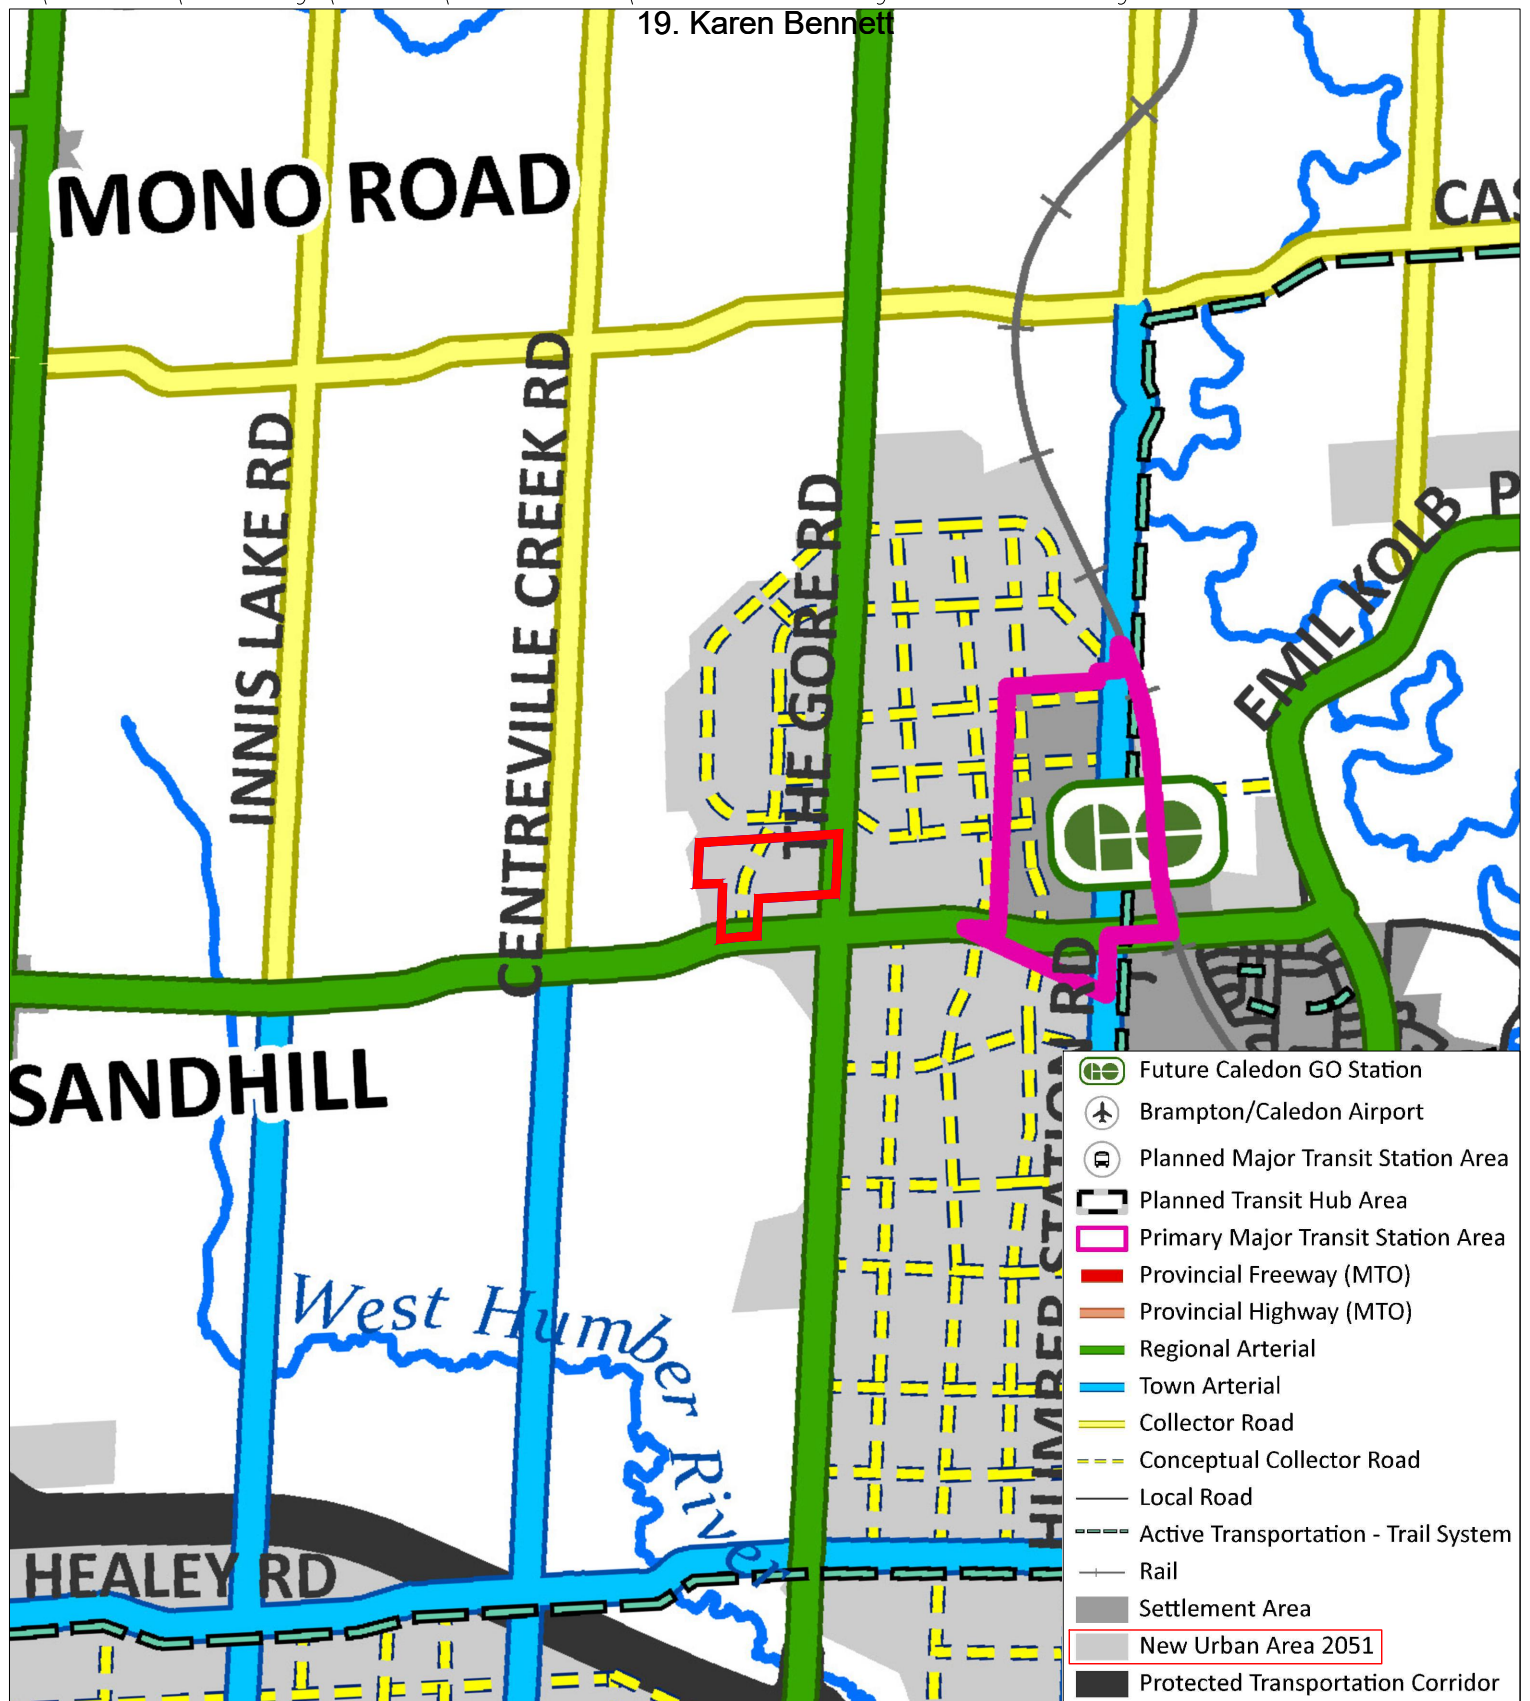 19. Karen Bennett
MONO ROAD
CAS
INNIS LAKE RD
CENTREVILLE CREEK RD
THE GORE RD
EMIL KOLB P
SANDHILL
HUMBER STATION RD
West Humber River
HEALEY RD
Future Caledon GO Station
Brampton/Caledon Airport
Planned Major Transit Station Area
Planned Transit Hub Area
Primary Major Transit Station Area
Provincial Freeway (MTO)
Provincial Highway (MTO)
Regional Arterial
Town Arterial
Collector Road
Conceptual Collector Road
Local Road
Active Transportation - Trail System
Rail
Settlement Area
New Urban Area 2051
Protected Transportation Corridor